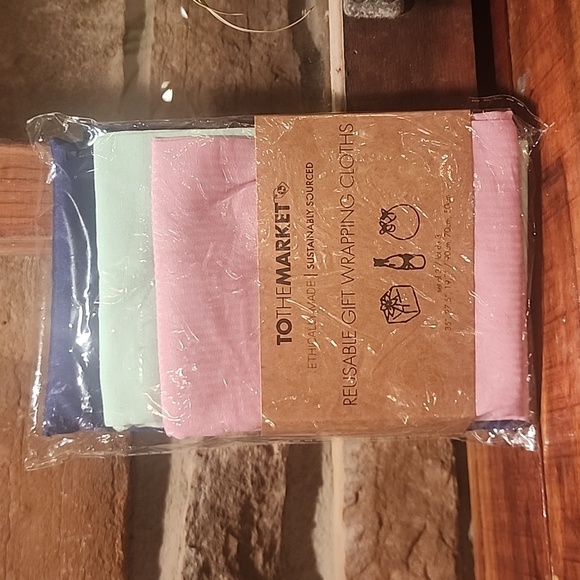 TOTHEMARKET
ETHICALLY MADE | SUSTAINABLY SOURCED
REUSABLE GIFT WRAPPING CLOTHS